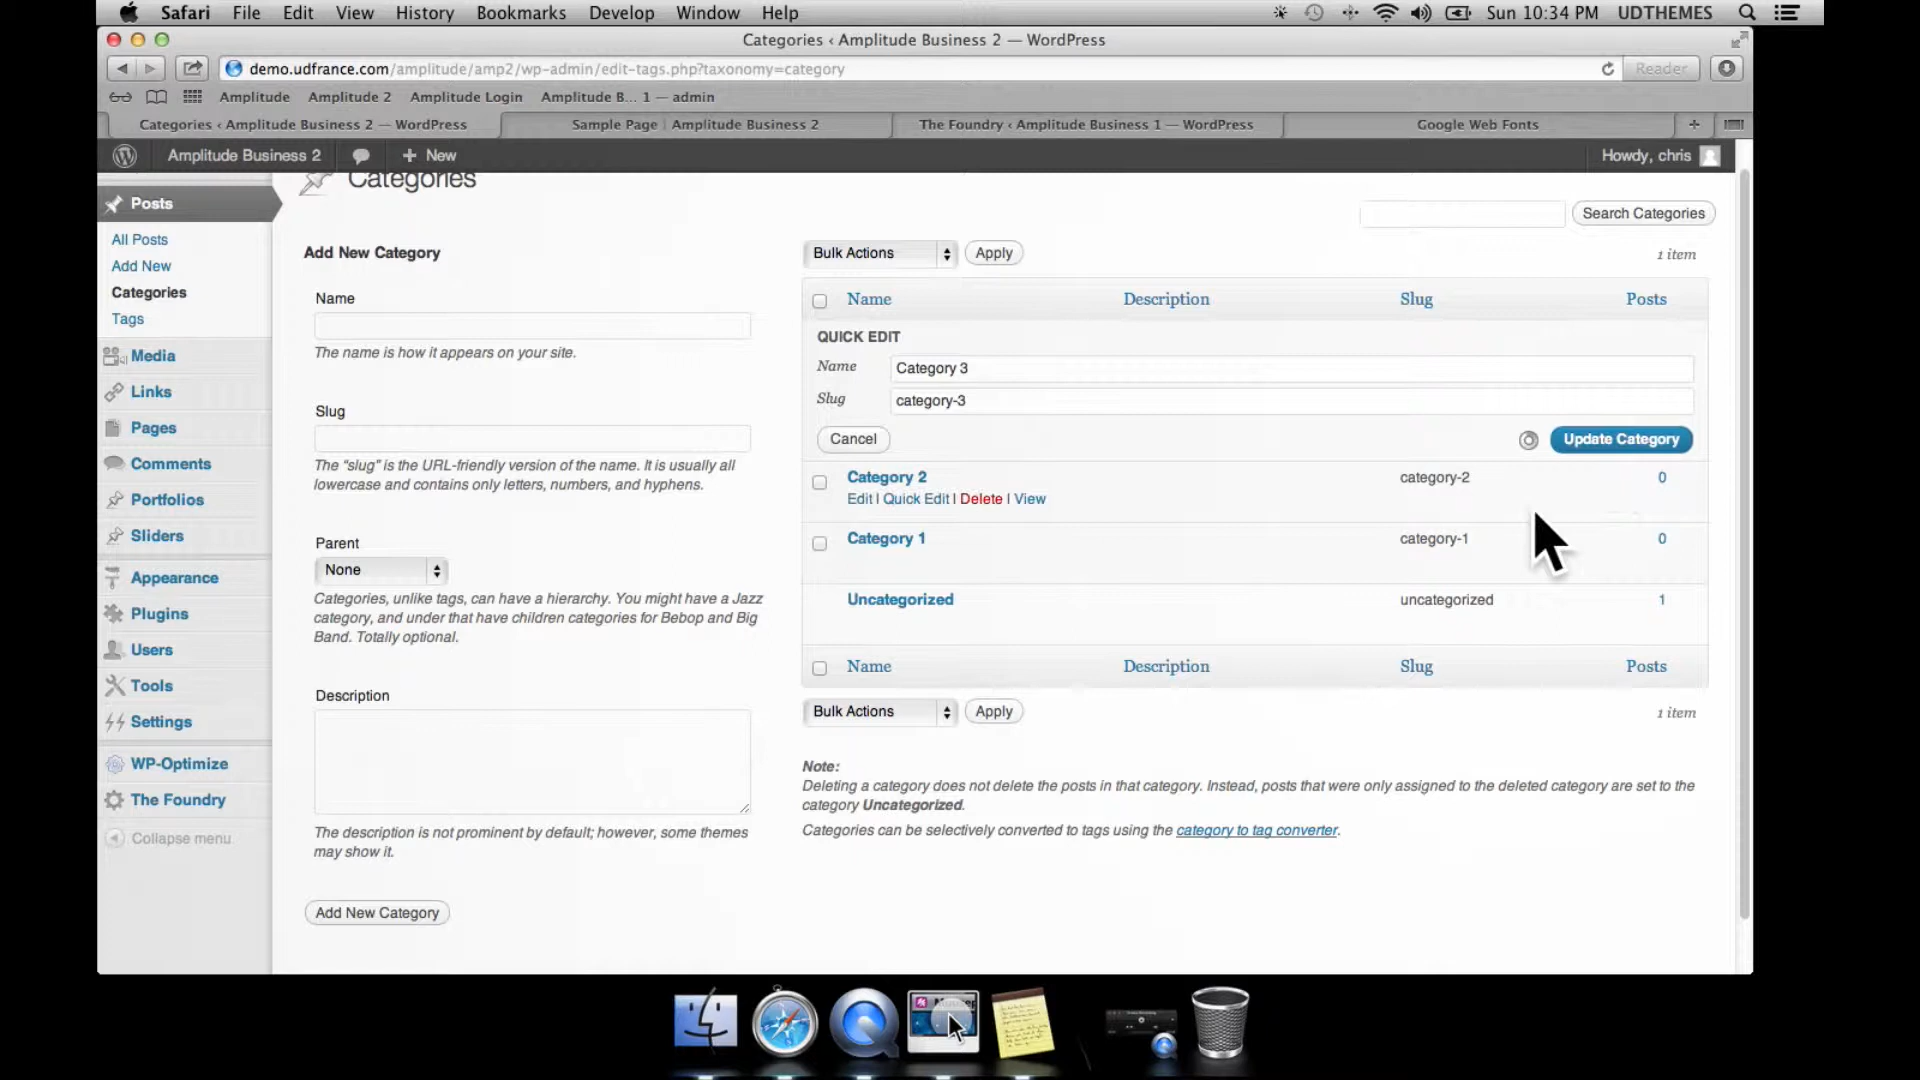 Safari File Edit View History Bookmarks Develop Window Help Sun 10:34 PM UDTHEMES
Categories ‹ Amplitude Business 2 — WordPress
demo.udfrance.com/amplitude/amp2/wp-admin/edit-tags.php?taxonomy=category Reader
Amplitude Amplitude 2 Amplitude Login Amplitude B... 1 — admin
Categories ‹ Amplitude Business 2 — WordPress Sample Page | Amplitude Business 2 The Foundry ‹ Amplitude Business 1 — WordPress Google Web Fonts
Amplitude Business 2 + New Howdy, chris
Categories
Posts
All Posts
Add New
Categories
Tags
Media
Links
Pages
Comments
Portfolios
Sliders
Appearance
Plugins
Users
Tools
Settings
WP-Optimize
The Foundry
Collapse menu
Add New Category
Name
The name is how it appears on your site.
Slug
The “slug” is the URL-friendly version of the name. It is usually all
lowercase and contains only letters, numbers, and hyphens.
Parent
None
Categories, unlike tags, can have a hierarchy. You might have a Jazz
category, and under that have children categories for Bebop and Big
Band. Totally optional.
Description
The description is not prominent by default; however, some themes
may show it.
Add New Category
Search Categories
Bulk Actions Apply 1 item
Name Description Slug Posts
QUICK EDIT
Name Category 3
Slug category-3
Cancel Update Category
Category 2 category-2 0
Edit | Quick Edit | Delete | View
Category 1 category-1 0
Uncategorized uncategorized 1
Name Description Slug Posts
Bulk Actions Apply 1 item
Note:
Deleting a category does not delete the posts in that category. Instead, posts that were only assigned to the deleted category are set to the
category Uncategorized.
Categories can be selectively converted to tags using the category to tag converter.